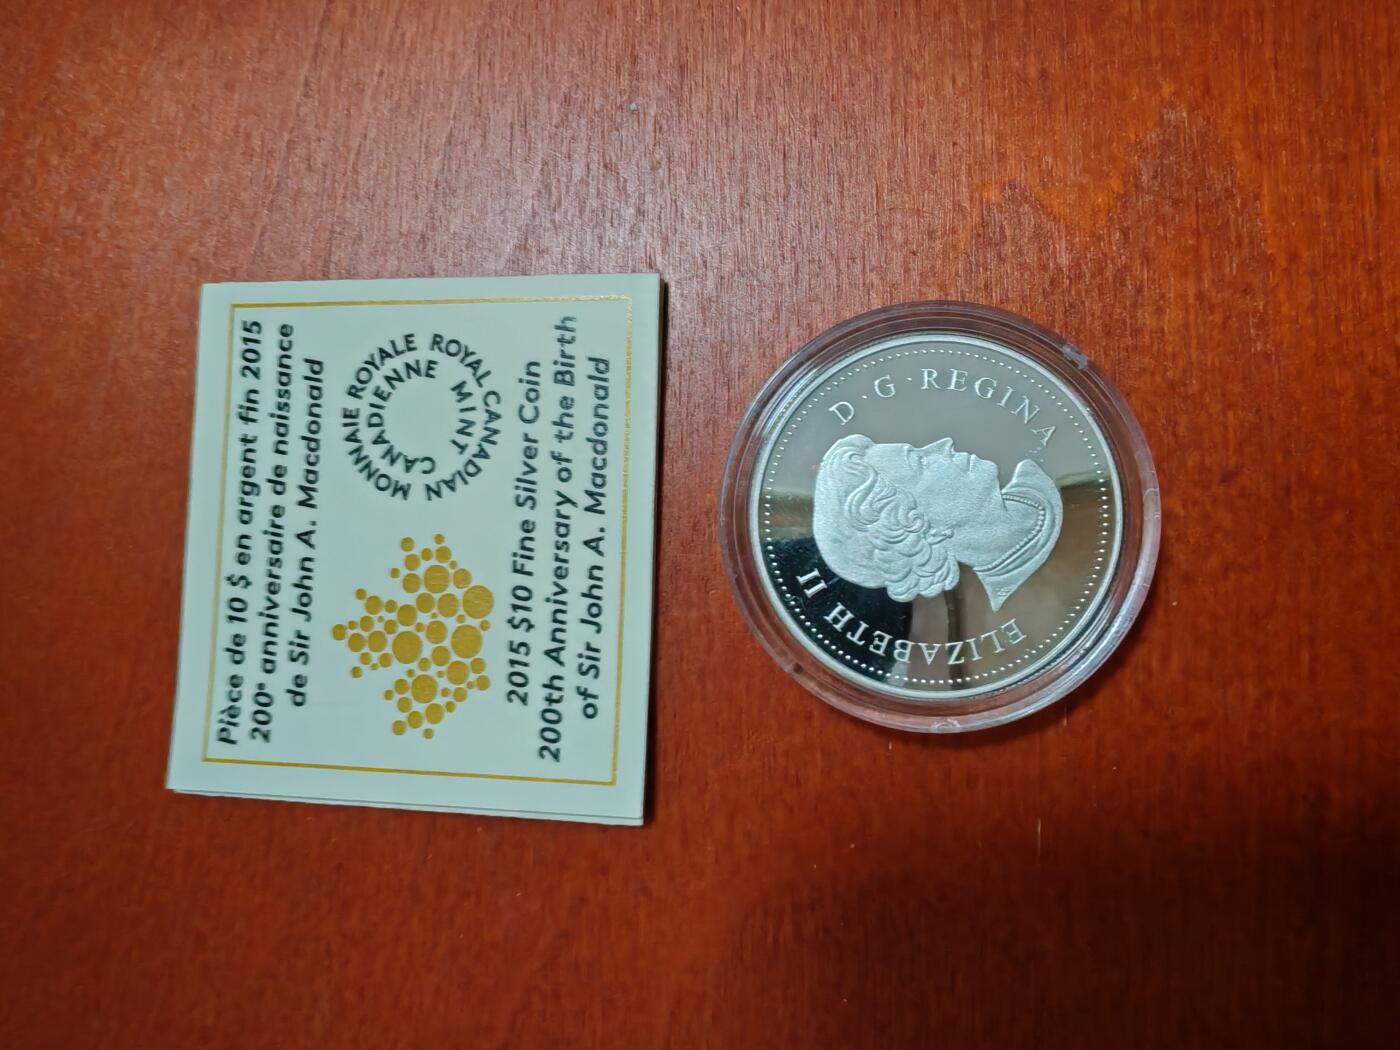 Pièce de 10 $ en argent fin 2015
200e anniversaire de naissance
de Sir John A. Macdonald
MONNAIE ROYALE
CANADIENNE
ROYAL CANADIAN
MINT
2015 $10 Fine Silver Coin
200th Anniversary of the Birth
of Sir John A. Macdonald
ELIZABETH II
D · G · REGINA